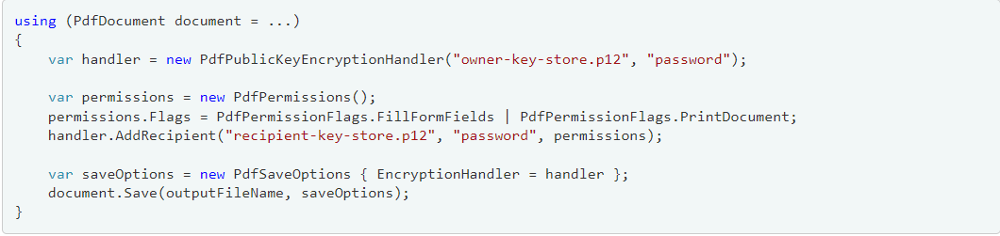 using (PdfDocument document = ...)
{
    var handler = new PdfPublicKeyEncryptionHandler("owner-key-store.p12", "password");

    var permissions = new PdfPermissions();
    permissions.Flags = PdfPermissionFlags.FillFormFields | PdfPermissionFlags.PrintDocument;
    handler.AddRecipient("recipient-key-store.p12", "password", permissions);

    var saveOptions = new PdfSaveOptions { EncryptionHandler = handler };
    document.Save(outputFileName, saveOptions);
}